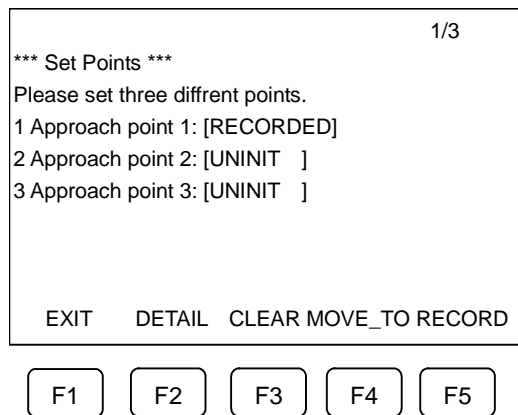 1/3
*** Set Points ***
Please set three diffrent points.
1 Approach point 1: [RECORDED]
2 Approach point 2: [UNINIT   ]
3 Approach point 3: [UNINIT   ]
EXIT DETAIL CLEAR MOVE_TO RECORD
F1 F2 F3 F4 F5